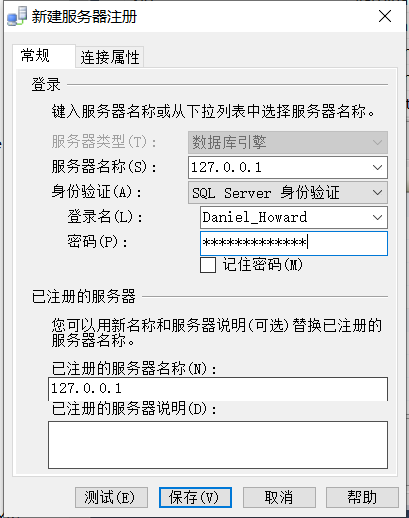 新建服务器注册
常规 连接属性
登录
键入服务器名称或从下拉列表中选择服务器名称。
服务器类型(T): 数据库引擎
服务器名称(S): 127.0.0.1
身份验证(A): SQL Server 身份验证
登录名(L): Daniel_Howard
密码(P): *************
记住密码(M)
已注册的服务器
您可以用新名称和服务器说明(可选)替换已注册的
服务器名称。
已注册的服务器名称(N):
127.0.0.1
已注册的服务器说明(D):
测试(E) 保存(V) 取消 帮助